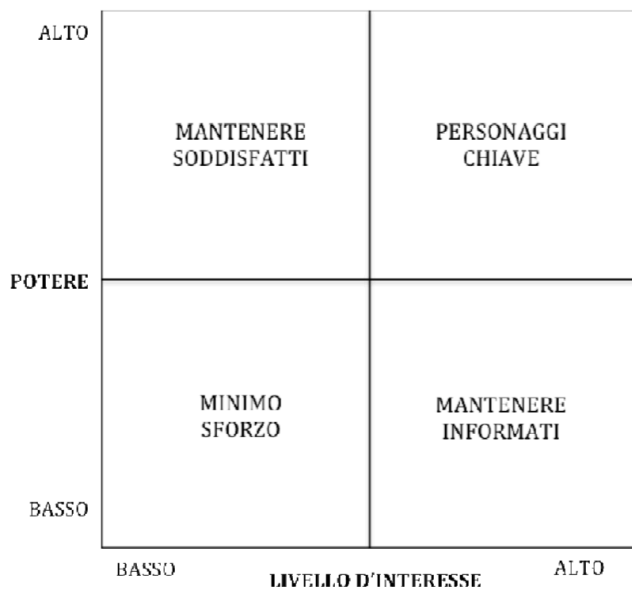 ALTO
MANTENERE
SODDISFATTI
PERSONAGGI
CHIAVE
POTERE
MINIMO
SFORZO
MANTENERE
INFORMATI
BASSO
BASSO
LIVELLO D'INTERESSE
ALTO